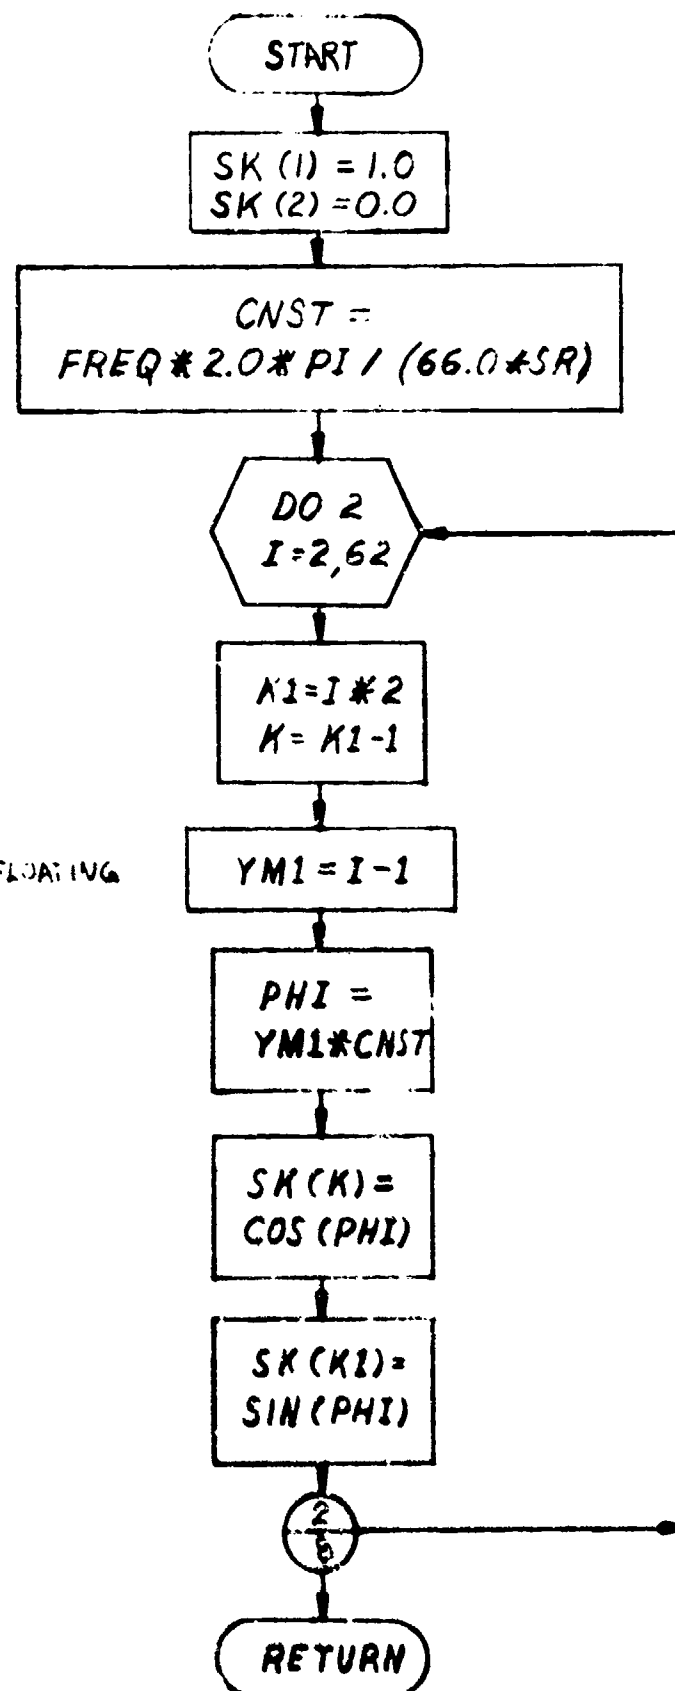 START
SK (1) = 1.0
SK (2) = 0.0
CNST =
FREQ * 2.0 * PI / (66.0 * SR)
DO 2
I = 2,62
K1 = I * 2
K = K1 - 1
FLOATING
YM1 = I - 1
PHI =
YM1 * CNST
SK (K) =
COS (PHI)
SK (K1) =
SIN (PHI)
2
RETURN